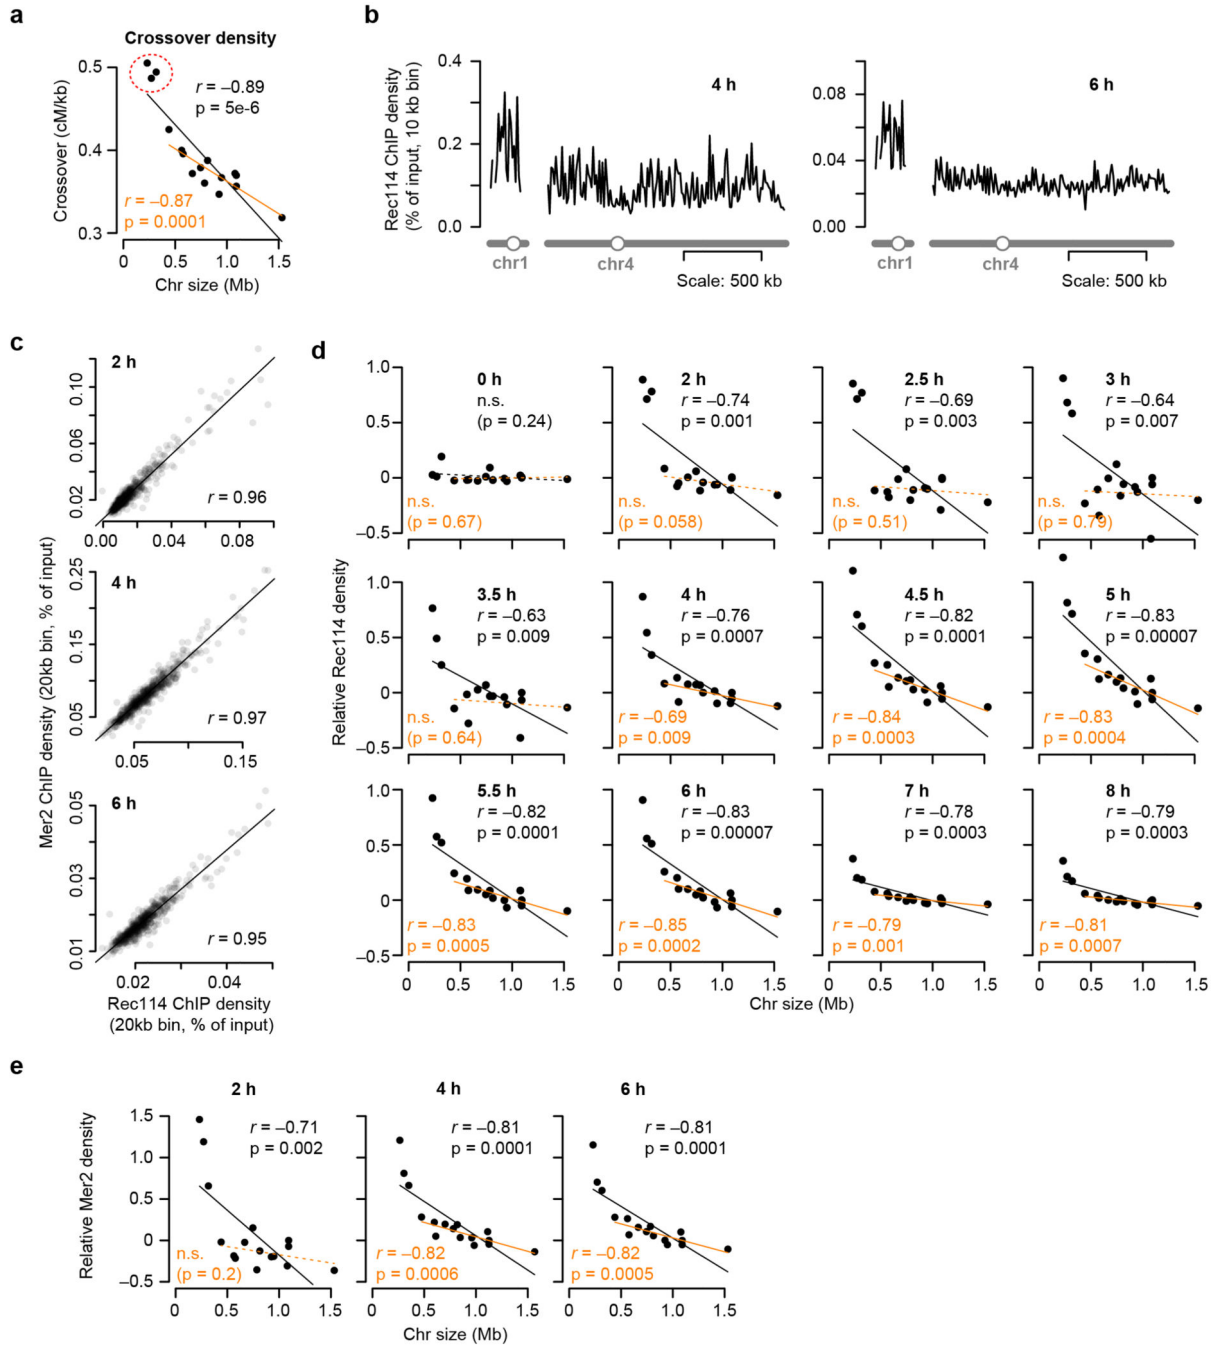 a
Crossover density
Crossover (cM/kb)
0.5
0.4
0.3
r = –0.89
p = 5e-6
r = –0.87
p = 0.0001
0
0.5
1.0
1.5
Chr size (Mb)
b
Rec114 ChIP density
(% of input, 10 kb bin)
0.4
0.2
0.0
4 h
chr1
chr4
Scale: 500 kb
0.08
0.04
0.00
6 h
chr1
chr4
Scale: 500 kb
c
Mer2 ChIP density (20kb bin, % of input)
2 h
0.10
0.06
0.02
r = 0.96
0.00
0.04
0.08
4 h
0.25
0.15
0.05
r = 0.97
0.05
0.15
6 h
0.05
0.03
0.01
r = 0.95
0.02
0.04
Rec114 ChIP density
(20kb bin, % of input)
d
Relative Rec114 density
1.0
0.5
0
–0.5
0 h
n.s.
(p = 0.24)
n.s.
(p = 0.67)
2 h
r = –0.74
p = 0.001
n.s.
(p = 0.058)
2.5 h
r = –0.69
p = 0.003
n.s.
(p = 0.51)
3 h
r = –0.64
p = 0.007
n.s.
(p = 0.79)
1.0
0.5
0
–0.5
3.5 h
r = –0.63
p = 0.009
n.s.
(p = 0.64)
4 h
r = –0.76
p = 0.0007
r = –0.69
p = 0.009
4.5 h
r = –0.82
p = 0.0001
r = –0.84
p = 0.0003
5 h
r = –0.83
p = 0.00007
r = –0.83
p = 0.0004
1.0
0.5
0
–0.5
5.5 h
r = –0.82
p = 0.0001
r = –0.83
p = 0.0005
6 h
r = –0.83
p = 0.00007
r = –0.85
p = 0.0002
7 h
r = –0.78
p = 0.0003
r = –0.79
p = 0.001
8 h
r = –0.79
p = 0.0003
r = –0.81
p = 0.0007
0 0.5 1.0 1.5
0 0.5 1.0 1.5
0 0.5 1.0 1.5
0 0.5 1.0 1.5
Chr size (Mb)
e
Relative Mer2 density
1.5
1.0
0.5
0
–0.5
2 h
r = –0.71
p = 0.002
n.s.
(p = 0.2)
4 h
r = –0.81
p = 0.0001
r = –0.82
p = 0.0006
6 h
r = –0.81
p = 0.0001
r = –0.82
p = 0.0005
0 0.5 1.0 1.5
0 0.5 1.0 1.5
0 0.5 1.0 1.5
Chr size (Mb)